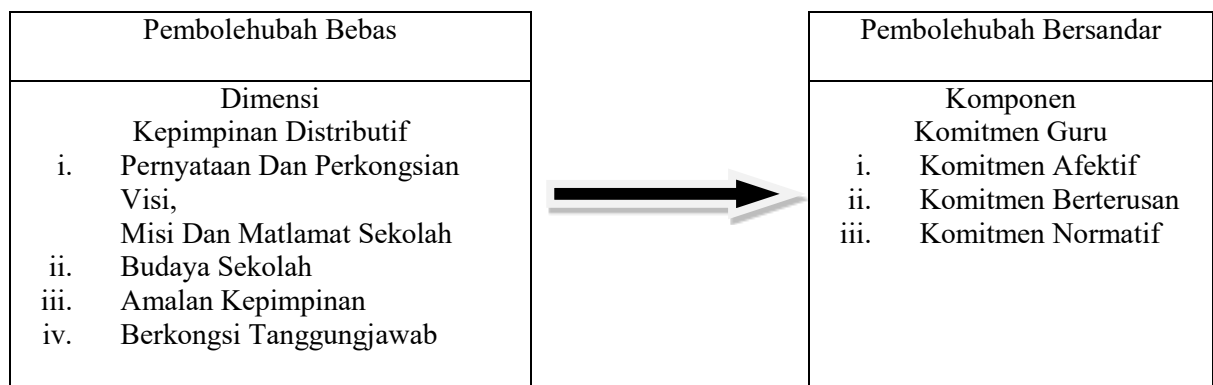 Pembolehubah Bebas
Dimensi
Kepimpinan Distributif
i. Pernyataan Dan Perkongsian
Visi,
Misi Dan Matlamat Sekolah
ii. Budaya Sekolah
iii. Amalan Kepimpinan
iv. Berkongsi Tanggungjawab
Pembolehubah Bersandar
Komponen
Komitmen Guru
i. Komitmen Afektif
ii. Komitmen Berterusan
iii. Komitmen Normatif